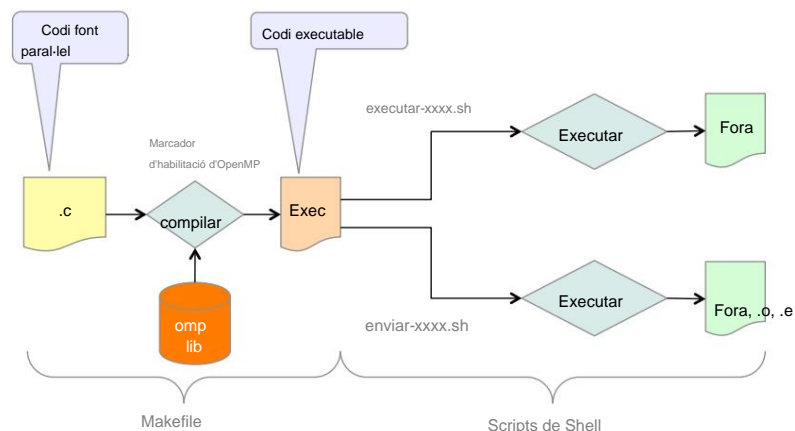 Codi font
paral·lel
Codi executable
executar-xxxx.sh
Executar
Fora
Marcador
d'habilitació d'OpenMP
.c
compilar
Exec
omp
lib
enviar-xxxx.sh
Executar
Fora, .o, .e
Makefile
Scripts de Shell